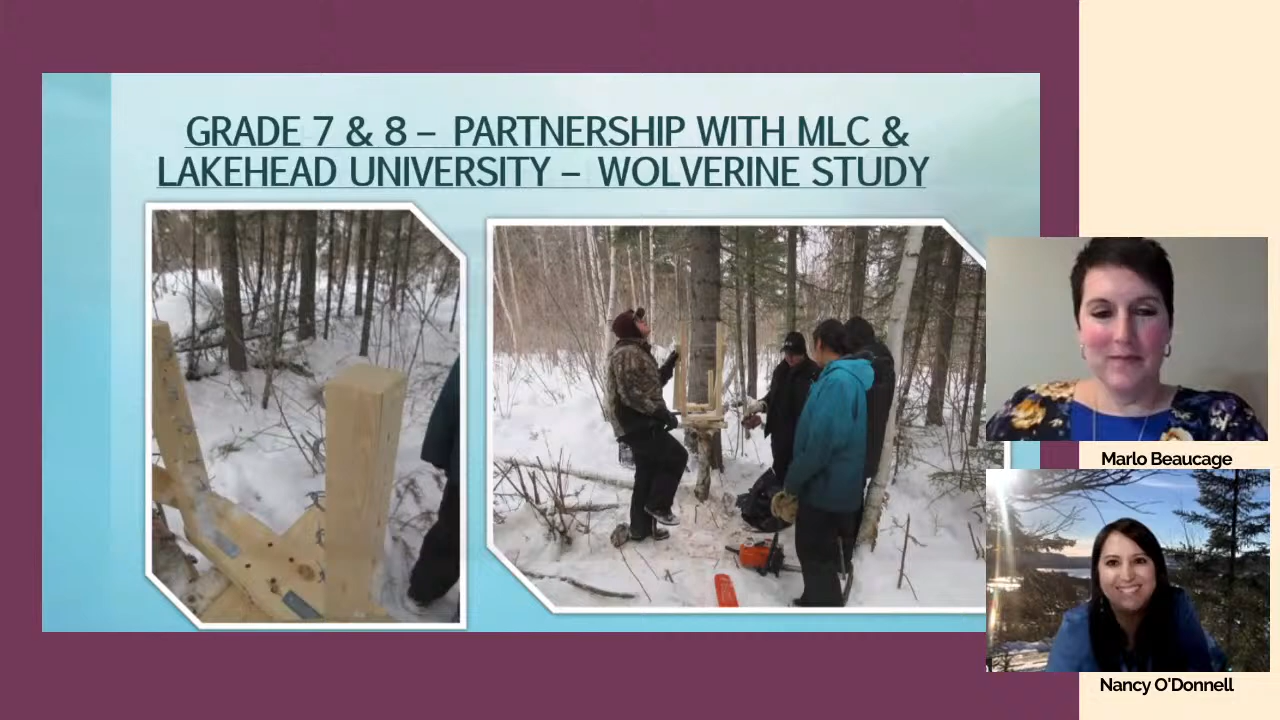 GRADE 7 & 8 – PARTNERSHIP WITH MLC &
LAKEHEAD UNIVERSITY – WOLVERINE STUDY
Marlo Beaucage
Nancy O'Donnell